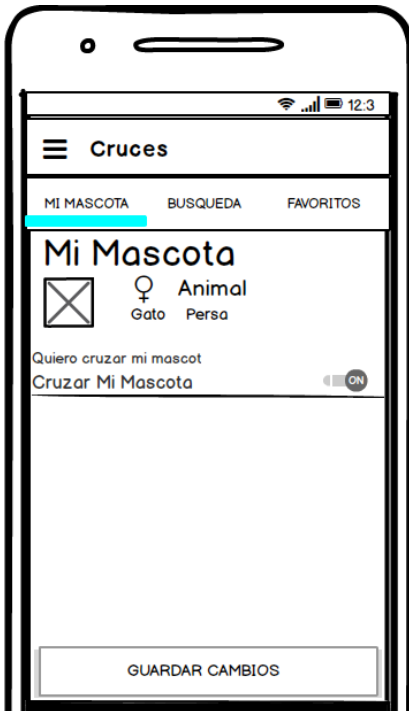 12:3
Cruces
MI MASCOTA BUSQUEDA FAVORITOS
Mi Mascota
♀ Animal
Gato Persa
Quiero cruzar mi mascot
Cruzar Mi Mascota ON
GUARDAR CAMBIOS